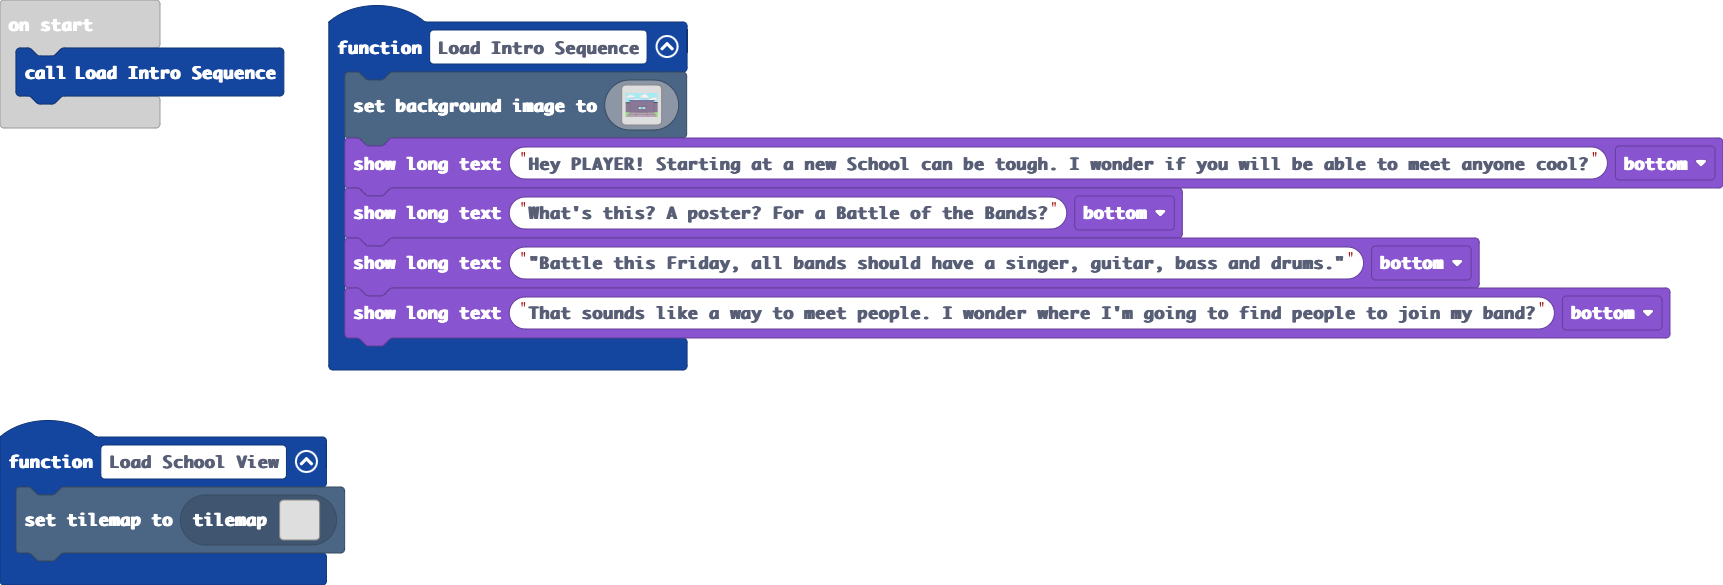 on start
call Load Intro Sequence
function Load Intro Sequence
set background image to
show long text "Hey PLAYER! Starting at a new School can be tough. I wonder if you will be able to meet anyone cool?" bottom
show long text "What's this? A poster? For a Battle of the Bands?" bottom
show long text ""Battle this Friday, all bands should have a singer, guitar, bass and drums."" bottom
show long text "That sounds like a way to meet people. I wonder where I'm going to find people to join my band?" bottom
function Load School View
set tilemap to tilemap